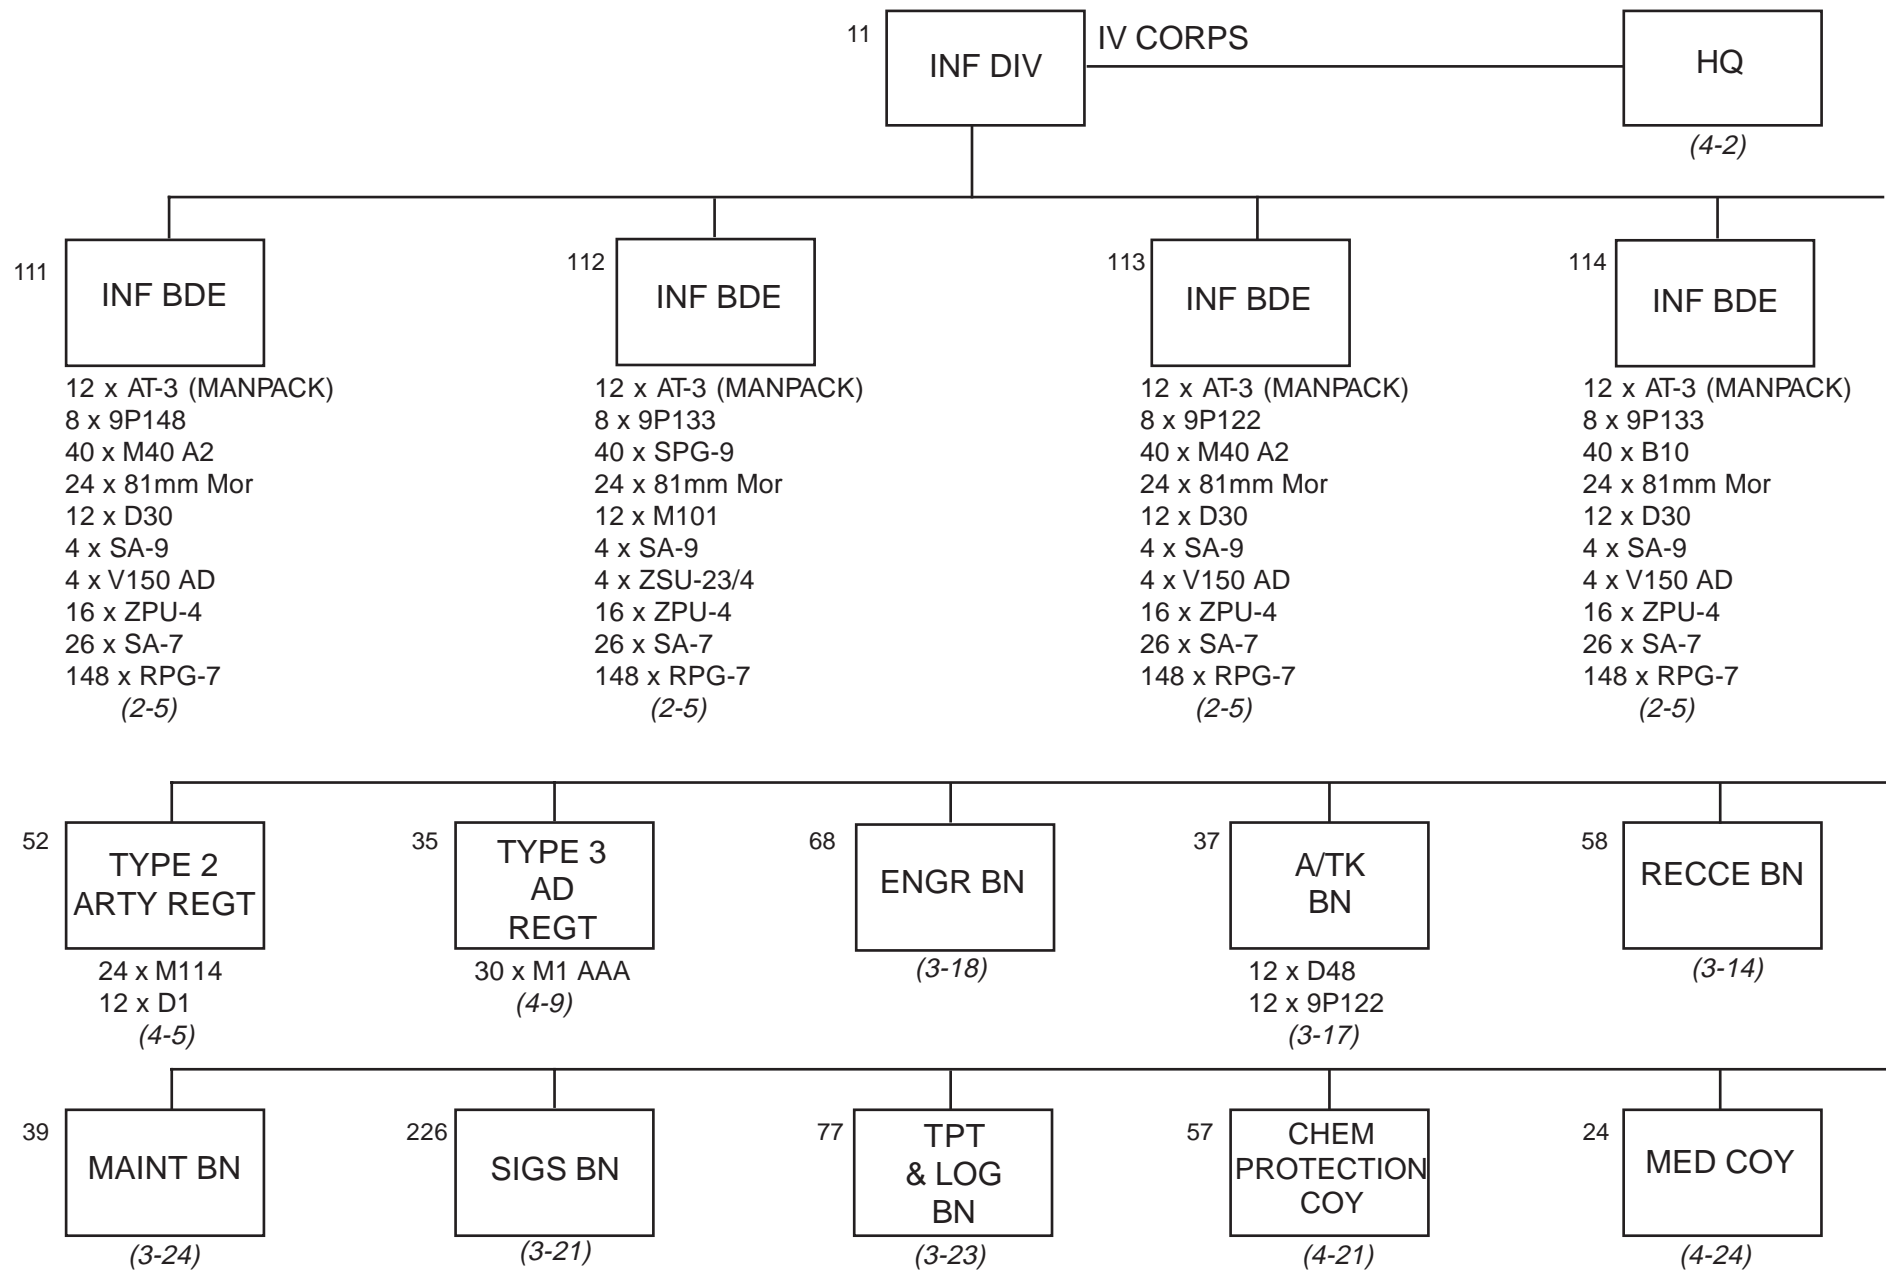 11
INF DIV
IV CORPS
HQ
(4-2)
111
INF BDE
12 x AT-3 (MANPACK)
8 x 9P148
40 x M40 A2
24 x 81mm Mor
12 x D30
4 x SA-9
4 x V150 AD
16 x ZPU-4
26 x SA-7
148 x RPG-7
(2-5)
112
INF BDE
12 x AT-3 (MANPACK)
8 x 9P133
40 x SPG-9
24 x 81mm Mor
12 x M101
4 x SA-9
4 x ZSU-23/4
16 x ZPU-4
26 x SA-7
148 x RPG-7
(2-5)
113
INF BDE
12 x AT-3 (MANPACK)
8 x 9P122
40 x M40 A2
24 x 81mm Mor
12 x D30
4 x SA-9
4 x V150 AD
16 x ZPU-4
26 x SA-7
148 x RPG-7
(2-5)
114
INF BDE
12 x AT-3 (MANPACK)
8 x 9P133
40 x B10
24 x 81mm Mor
12 x D30
4 x SA-9
4 x V150 AD
16 x ZPU-4
26 x SA-7
148 x RPG-7
(2-5)
52
TYPE 2
ARTY REGT
24 x M114
12 x D1
(4-5)
35
TYPE 3
AD
REGT
30 x M1 AAA
(4-9)
68
ENGR BN
(3-18)
37
A/TK
BN
12 x D48
12 x 9P122
(3-17)
58
RECCE BN
(3-14)
39
MAINT BN
(3-24)
226
SIGS BN
(3-21)
77
TPT
& LOG
BN
(3-23)
57
CHEM
PROTECTION
COY
(4-21)
24
MED COY
(4-24)